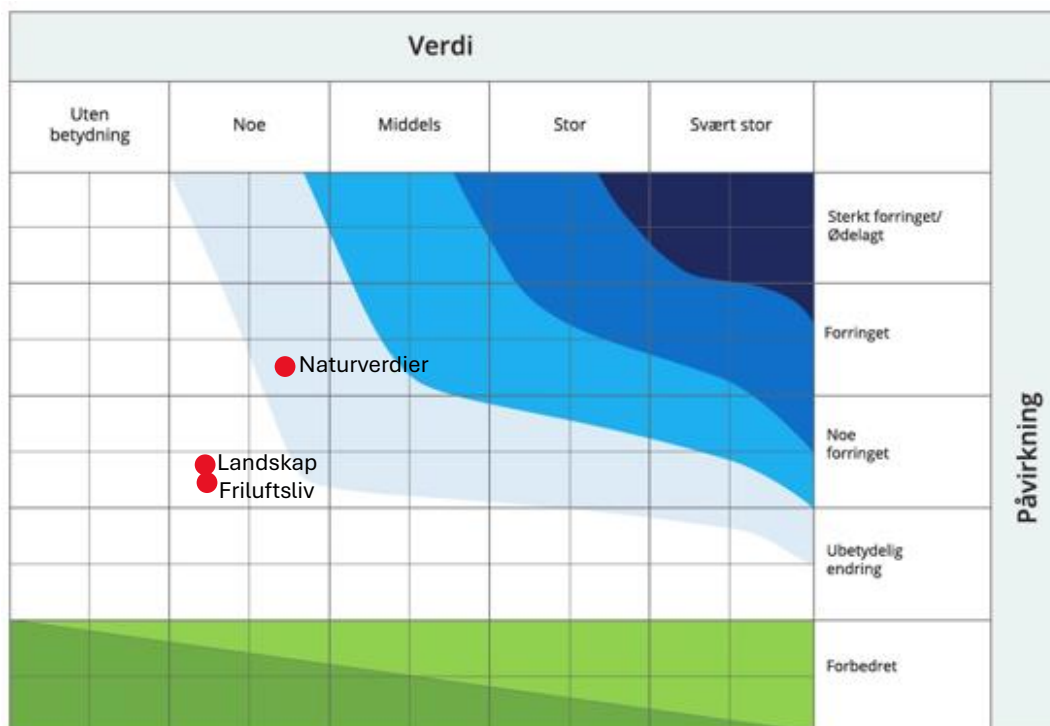 Verdi
Uten
betydning
Noe
Middels
Stor
Svært stor
Sterkt forringet/
Ødelagt
Forringet
Naturverdier
Noe
forringet
Landskap
Friluftsliv
Ubetydelig
endring
Forbedret
Påvirkning